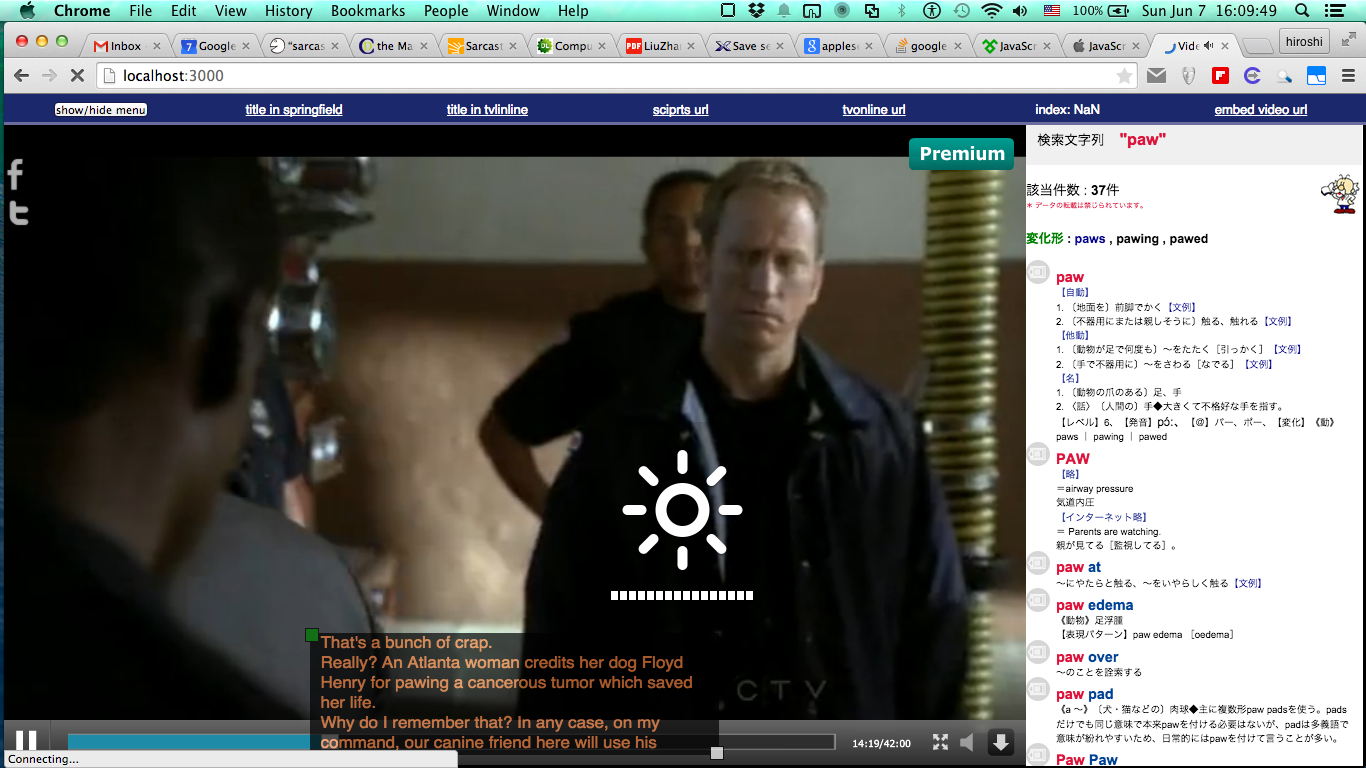 Chrome File Edit View History Bookmarks People Window Help 100% Sun Jun 7 16:09:49
Inbox Google "sarcas the Ma Sarcast Compu LiuZhan Save se applesc google JavaScr JavaScr Vide hiroshi
localhost:3000
show/hide menu title in springfield title in tvlinline sciprts url tvonline url index: NaN embed video url
Premium
CTV
That's a bunch of crap.
Really? An Atlanta woman credits her dog Floyd
Henry for pawing a cancerous tumor which saved
her life.
Why do I remember that? In any case, on my
command, our canine friend here will use his
14:19/42:00
Connecting...
検索文字列 "paw"
該当件数 : 37件
＊ データの転載は禁じられています。
変化形 : paws , pawing , pawed
paw
【自動】
1. 〔地面を〕前脚でかく【文例】
2. 〔不器用にまたは親しそうに〕触る、触れる【文例】
【他動】
1. 〔動物が足で何度も〕～をたたく［引っかく］【文例】
2. 〔手で不器用に〕～をさわる［なでる］【文例】
【名】
1. 〔動物の爪のある〕足、手
2. 〈話〉〔人間の〕手◆大きくて不格好な手を指す。
【レベル】6、【発音】pɔ́ː、【@】パー、ポー、【変化】《動》
paws ｜ pawing ｜ pawed
PAW
【略】
＝airway pressure
気道内圧
【インターネット略】
＝ Parents are watching.
親が見てる［監視してる］。
paw at
～にやたらと触る、～をいやらしく触る【文例】
paw edema
《動物》足浮腫
【表現パターン】paw edema ［oedema］
paw over
～のことを詮索する
paw pad
《a ～》〔犬・猫などの〕肉球◆主に複数形paw padsを使う。pads
だけでも同じ意味で本来pawを付ける必要はないが、padは多義語で
意味が紛れやすいため、日常的にはpawを付けて言うことが多い。
Paw Paw